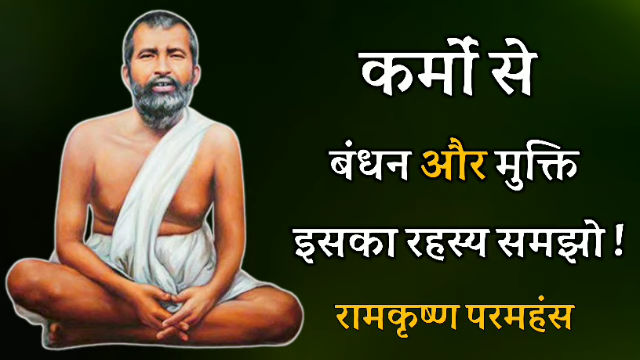 कर्मो से
बंधन और मुक्ति
इसका रहस्य समझो !
रामकृष्ण परमहंस